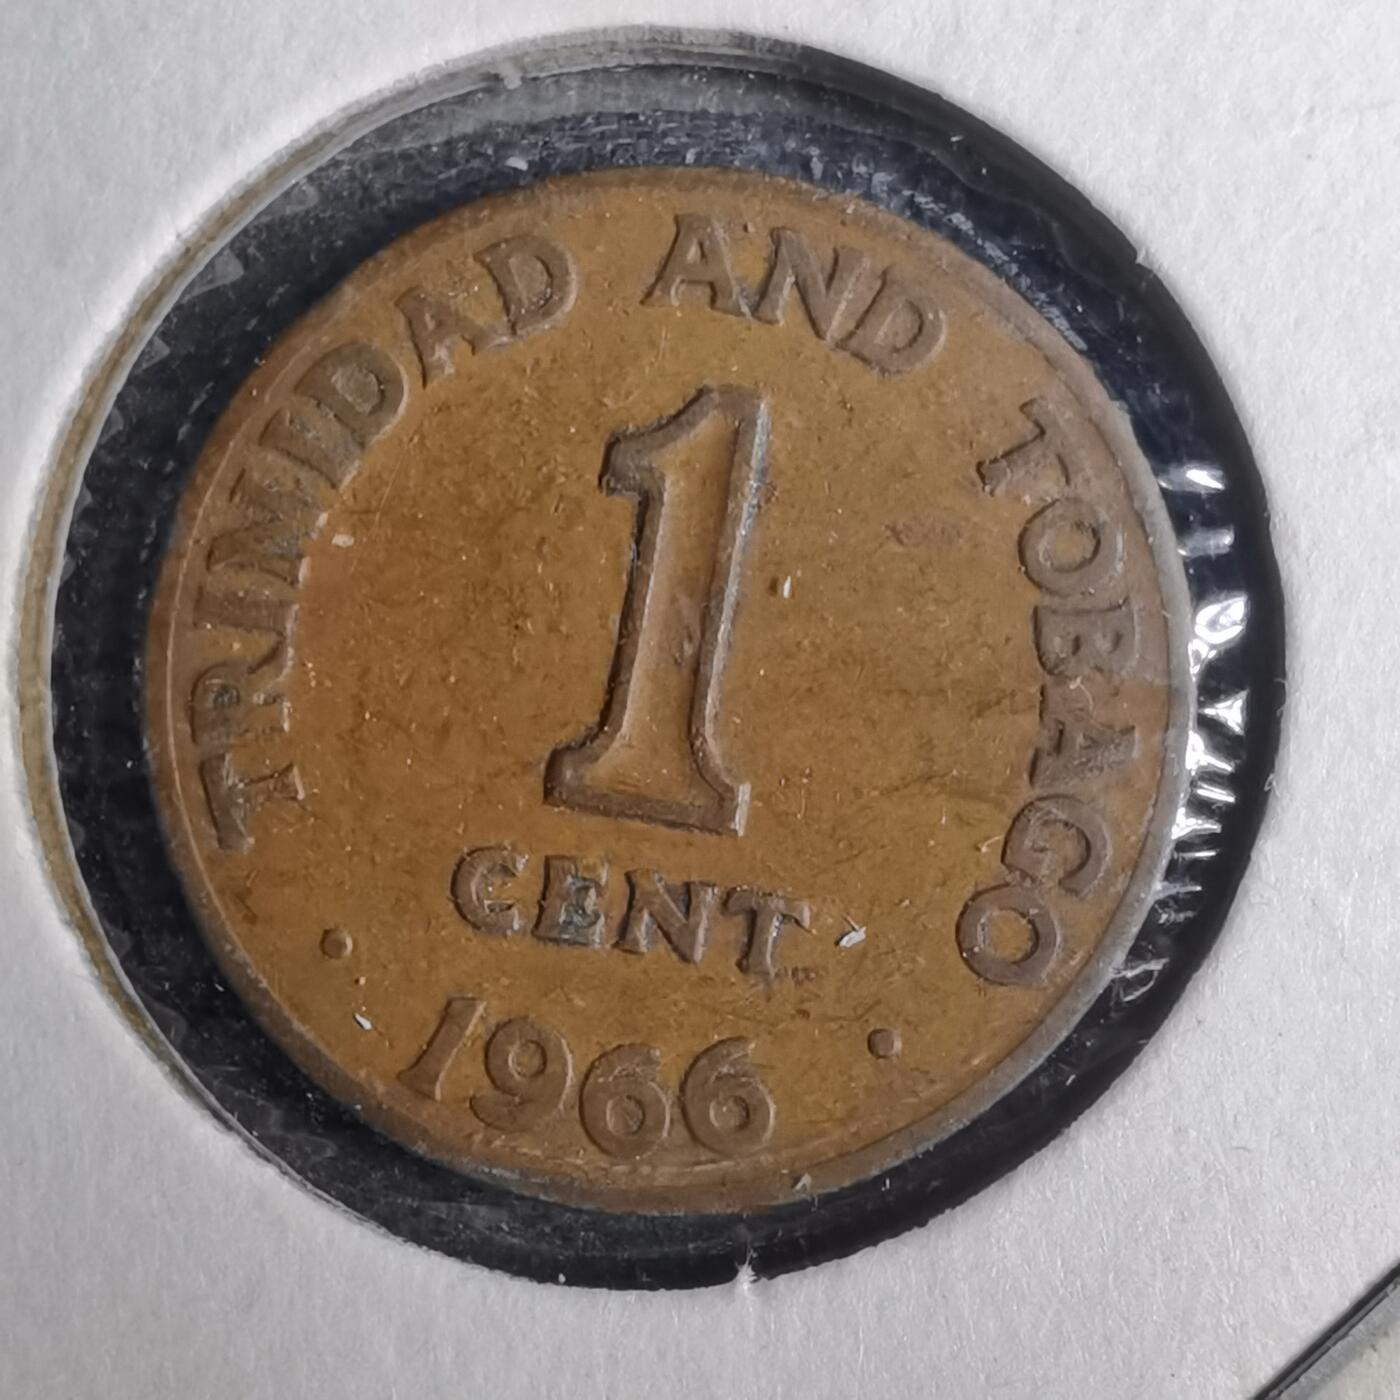 TRINIDAD AND TOBAGO
1
CENT
1966